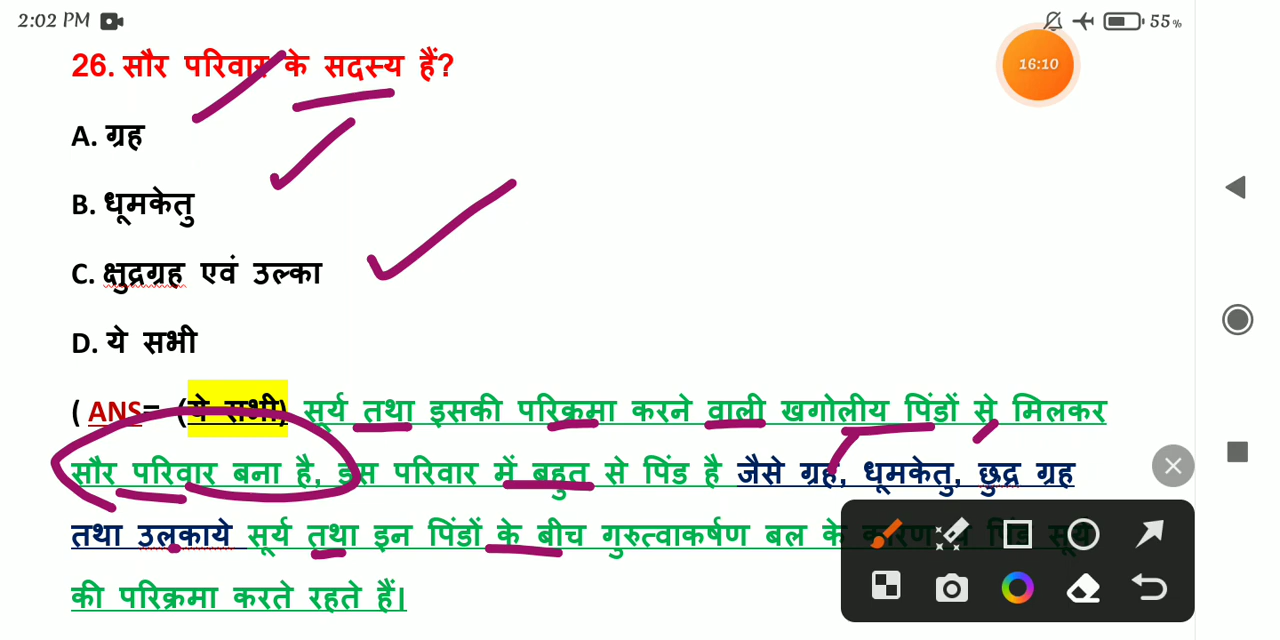 2:02 PM
55%
16:10
26. सौर परिवार के सदस्य हैं?
A. ग्रह
B. धूमकेतु
C. क्षुद्रग्रह एवं उल्का
D. ये सभी
( ANS= (ये सभी) सूर्य तथा इसकी परिक्रमा करने वाली खगोलीय पिंडों से मिलकर
सौर परिवार बना है, इस परिवार में बहुत से पिंड है जैसे ग्रह, धूमकेतु, छुद्र ग्रह
तथा उलकाये सूर्य तथा इन पिंडों के बीच गुरुत्वाकर्षण बल के कारण पिंड सूर्य
की परिक्रमा करते रहते हैं।